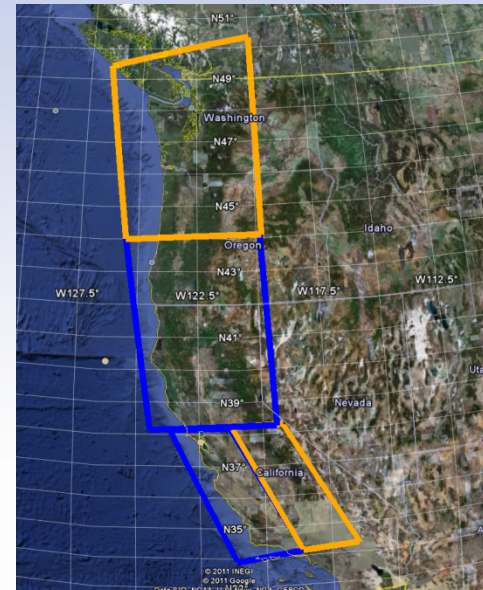 N51°
N49°
Washington
N47°
N45°
Idaho
Oregon
N43°
W127.5° W122.5° W117.5° W112.5°
N41°
N39°
Nevada
N37°
California
N35°
© 2011 INEGI
© 2011 Google